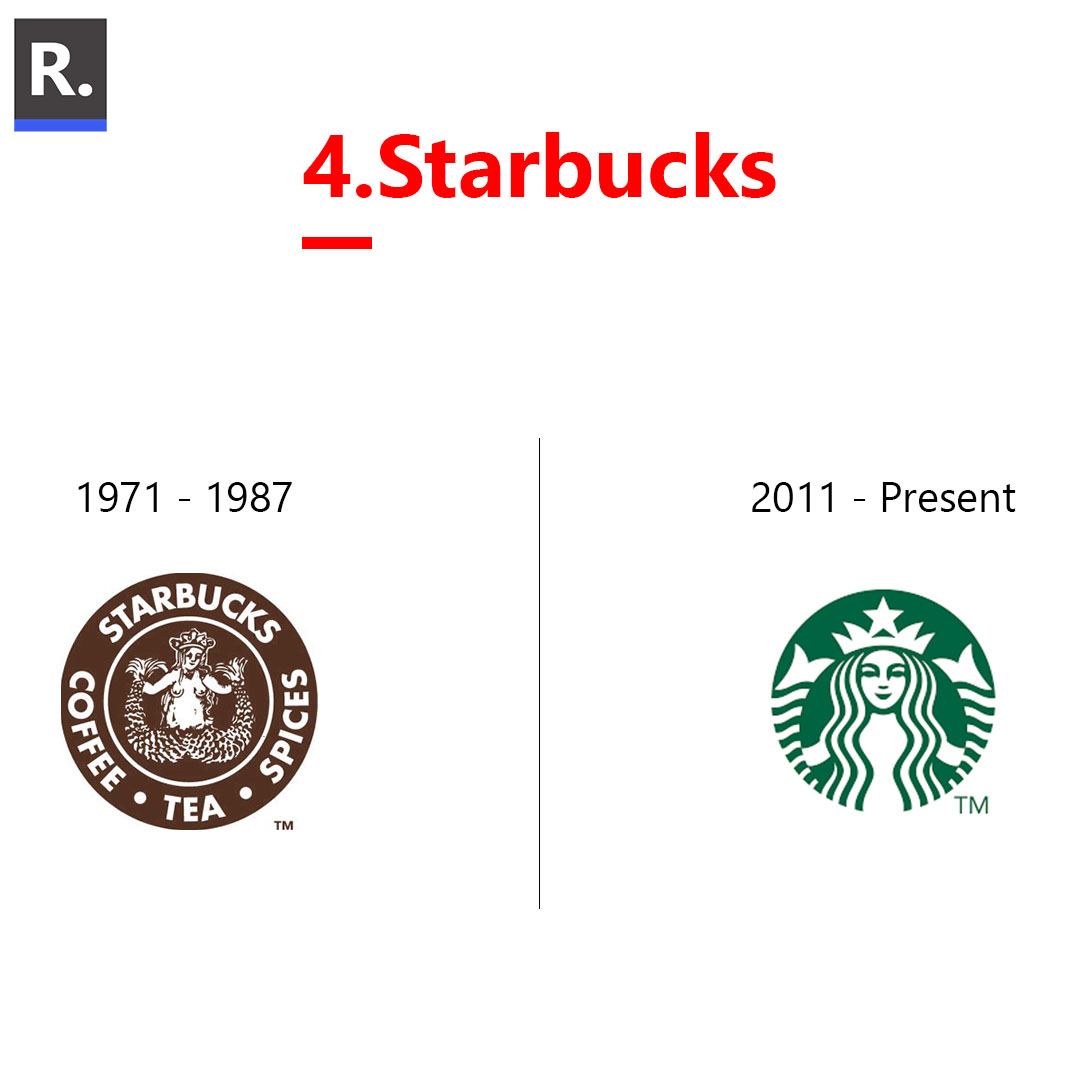 R.
4.Starbucks
1971 - 1987
2011 - Present
STARBUCKS
COFFEE • TEA • SPICES
TM
TM